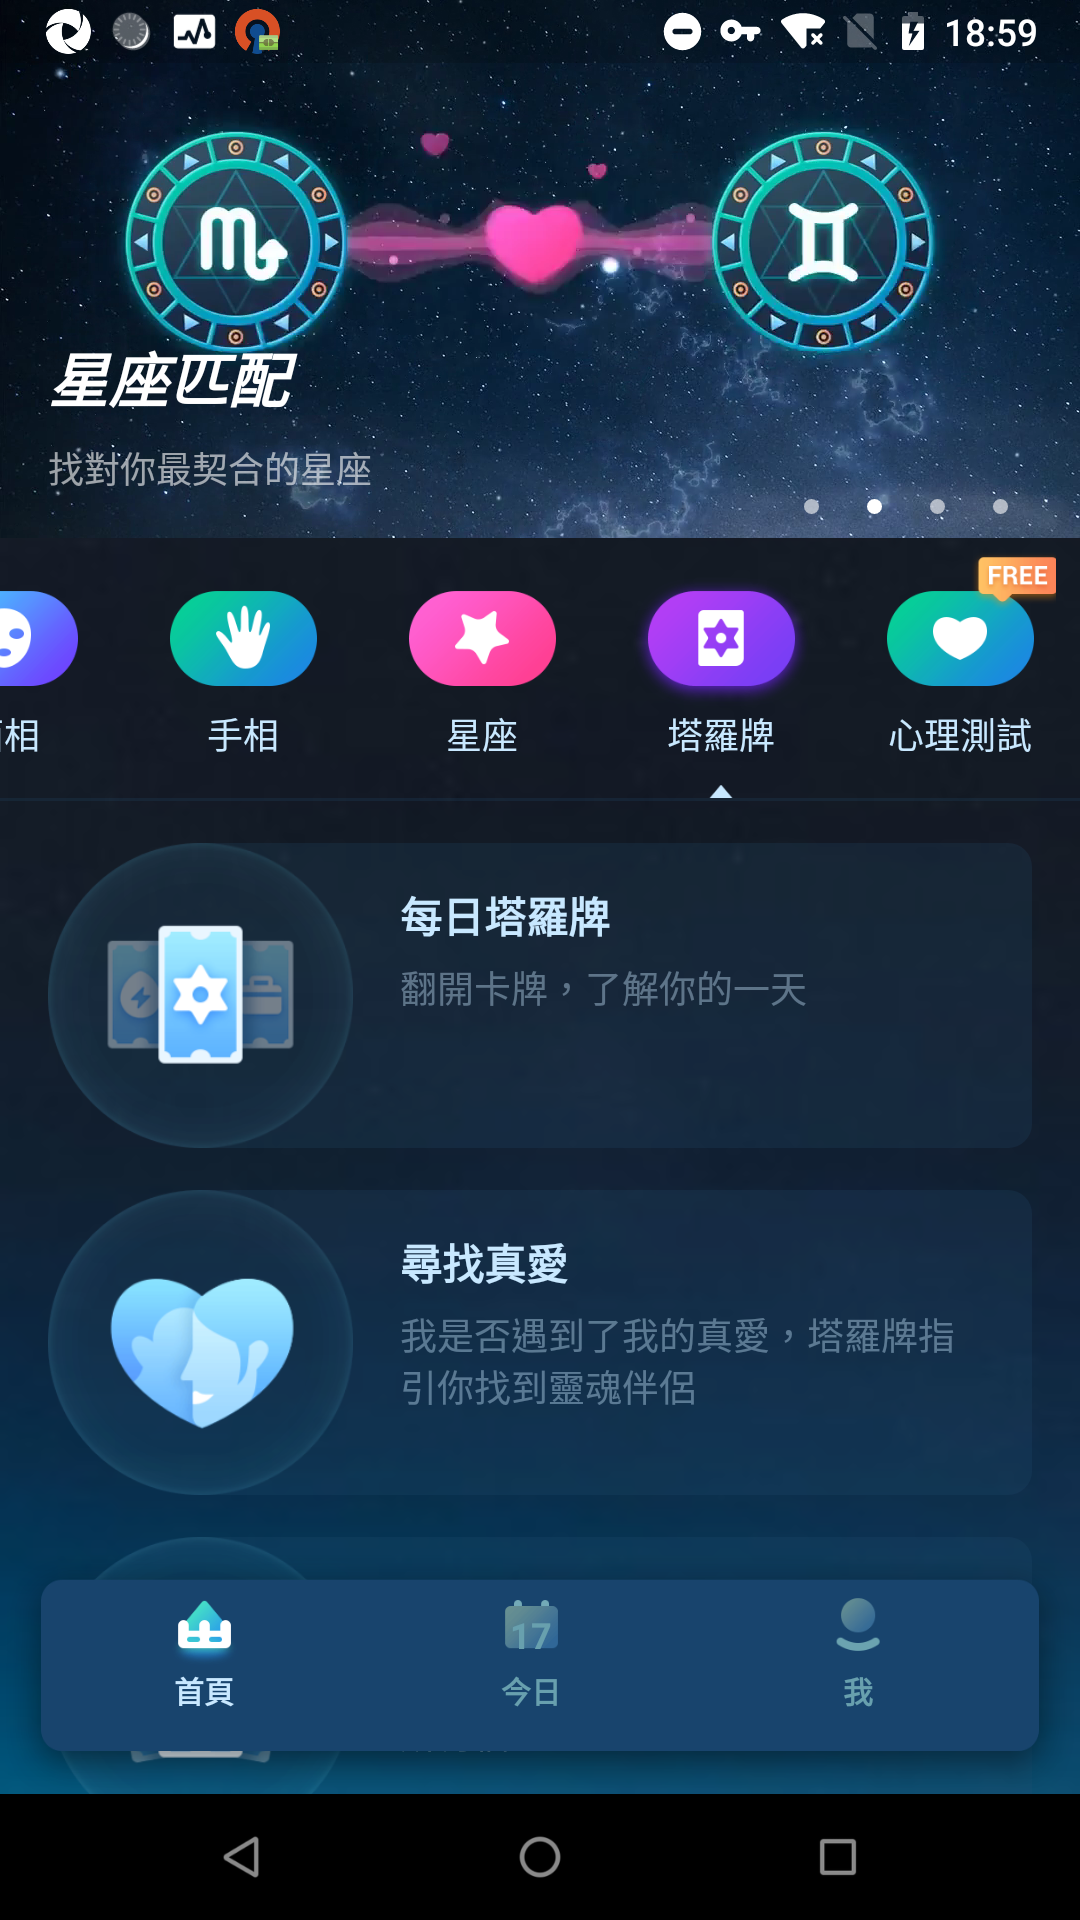 18:59
星座匹配
找對你最契合的星座
FREE
相
手相
星座
塔羅牌
心理測試
每日塔羅牌
翻開卡牌，了解你的一天
尋找真愛
我是否遇到了我的真愛，塔羅牌指
引你找到靈魂伴侶
17
首頁
今日
我